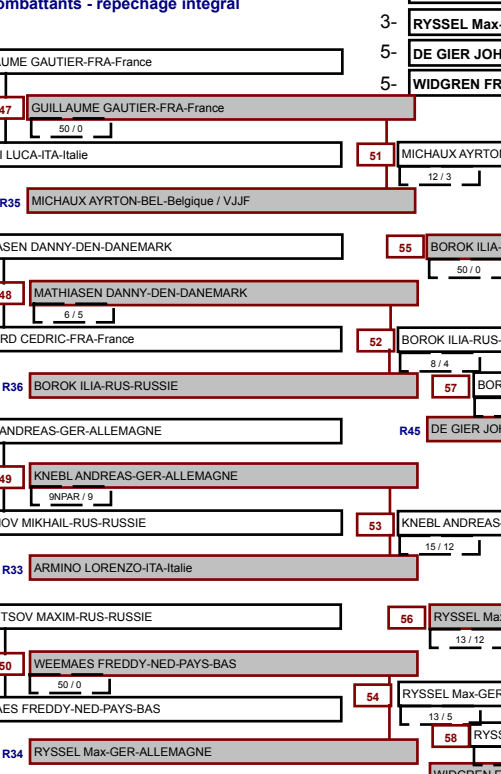 ombattants - repechage intégral
3- RYSSEL Max-
5- DE GIER JOH
5- WIDGREN FR
UME GAUTIER-FRA-France
47 GUILLAUME GAUTIER-FRA-France
50 / 0
I LUCA-ITA-Italie
51 MICHAUX AYRTON
12 / 3
R35 MICHAUX AYRTON-BEL-Belgique / VJJF
ASEN DANNY-DEN-DANEMARK
55 BOROK ILIA-
50 / 0
48 MATHIASEN DANNY-DEN-DANEMARK
6 / 5
RD CEDRIC-FRA-France
52 BOROK ILIA-RUS-
8 / 4
R36 BOROK ILIA-RUS-RUSSIE
57 BOR
R45 DE GIER JOH
ANDREAS-GER-ALLEMAGNE
49 KNEBL ANDREAS-GER-ALLEMAGNE
9NPAR / 9
OV MIKHAIL-RUS-RUSSIE
53 KNEBL ANDREAS-
15 / 12
R33 ARMINO LORENZO-ITA-Italie
TSOV MAXIM-RUS-RUSSIE
56 RYSSEL Max
13 / 12
50 WEEMAES FREDDY-NED-PAYS-BAS
50 / 0
54 RYSSEL Max-GER
AES FREDDY-NED-PAYS-BAS
13 / 5
58 RYSS
R34 RYSSEL Max-GER-ALLEMAGNE
WIDGREN F